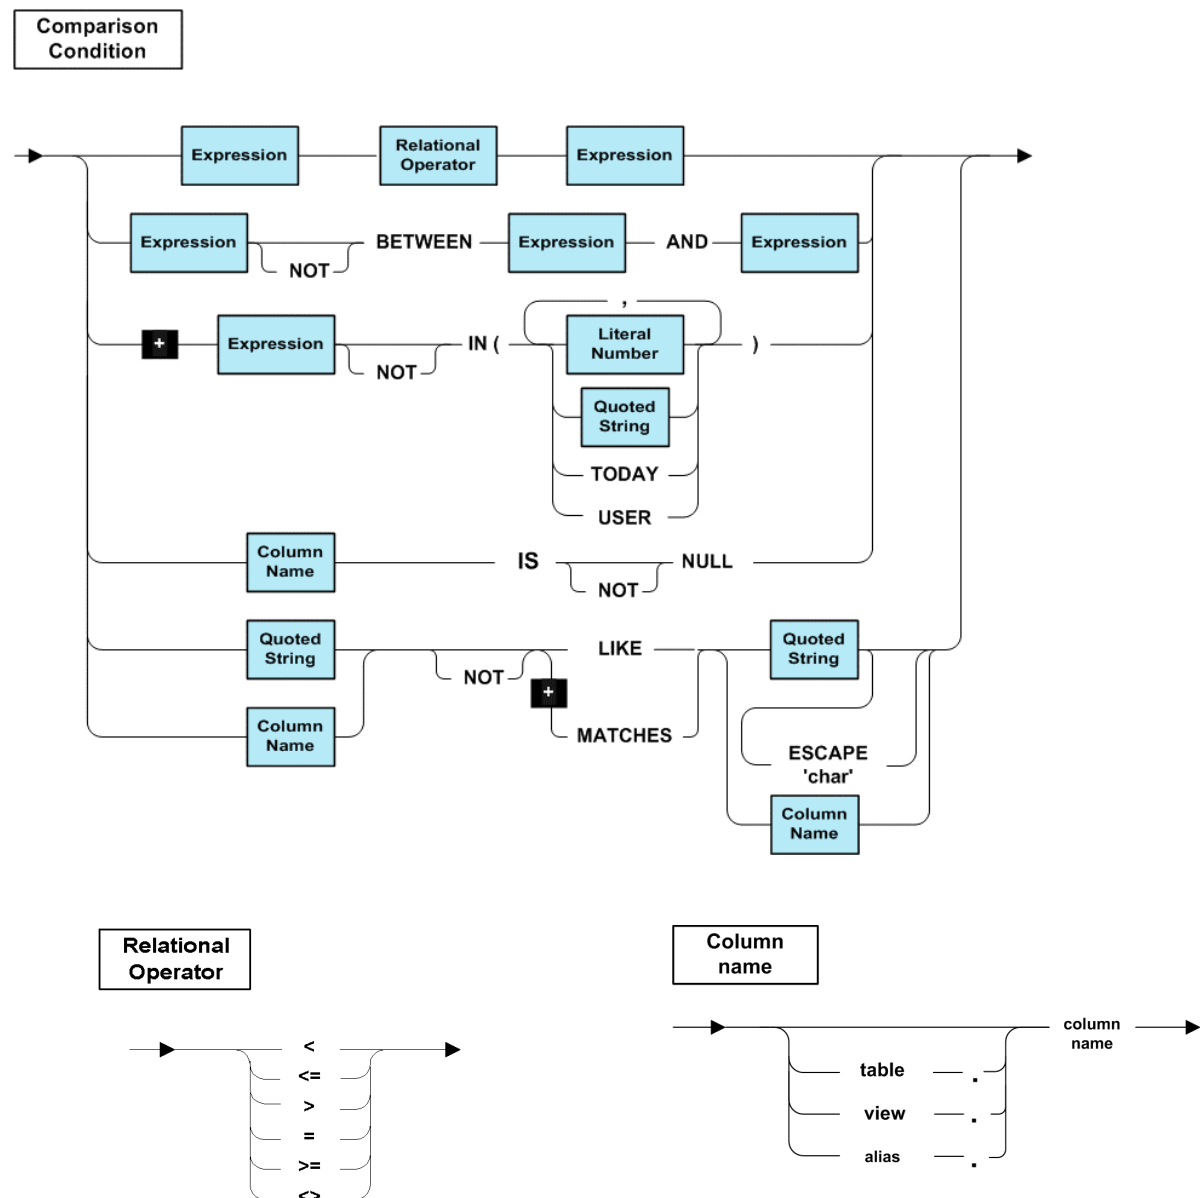 Comparison
Condition
Expression
Relational
Operator
Expression
Expression
NOT
BETWEEN
Expression
AND
Expression
,
+
Expression
NOT
IN (
Literal
Number
)
Quoted
String
TODAY
USER
Column
Name
IS
NOT
NULL
Quoted
String
NOT
LIKE
Quoted
String
+
Column
Name
MATCHES
ESCAPE
'char'
Column
Name
Relational
Operator
<
<=
>
=
>=
<>
Column
name
column
name
table .
view .
alias .